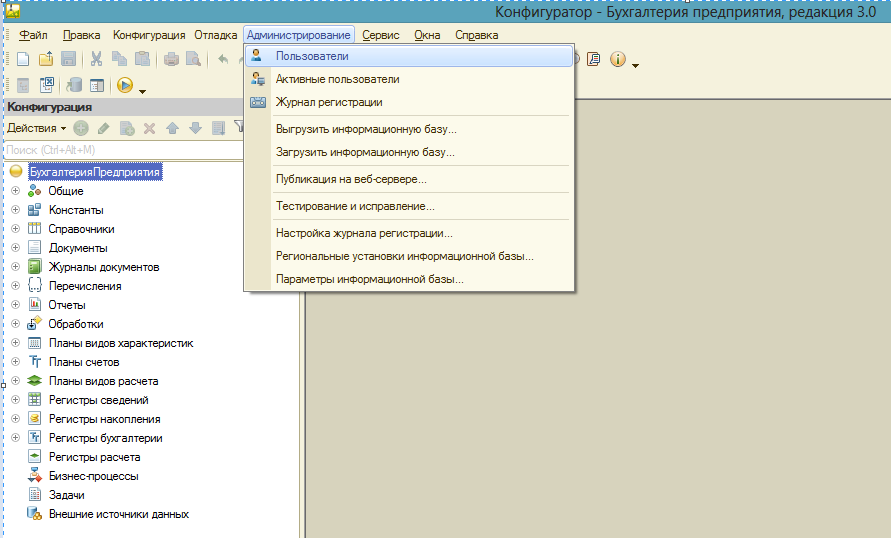 Конфигуратор - Бухгалтерия предприятия, редакция 3.0
Файл Правка Конфигурация Отладка Администрирование Сервис Окна Справка
Пользователи
Активные пользователи
Журнал регистрации
Выгрузить информационную базу...
Загрузить информационную базу...
Публикация на веб-сервере...
Тестирование и исправление...
Настройка журнала регистрации...
Региональные установки информационной базы...
Параметры информационной базы...
Конфигурация
Действия
Поиск (Ctrl+Alt+M)
БухгалтерияПредприятия
Общие
Константы
Справочники
Документы
Журналы документов
Перечисления
Отчеты
Обработки
Планы видов характеристик
Планы счетов
Планы видов расчета
Регистры сведений
Регистры накопления
Регистры бухгалтерии
Регистры расчета
Бизнес-процессы
Задачи
Внешние источники данных